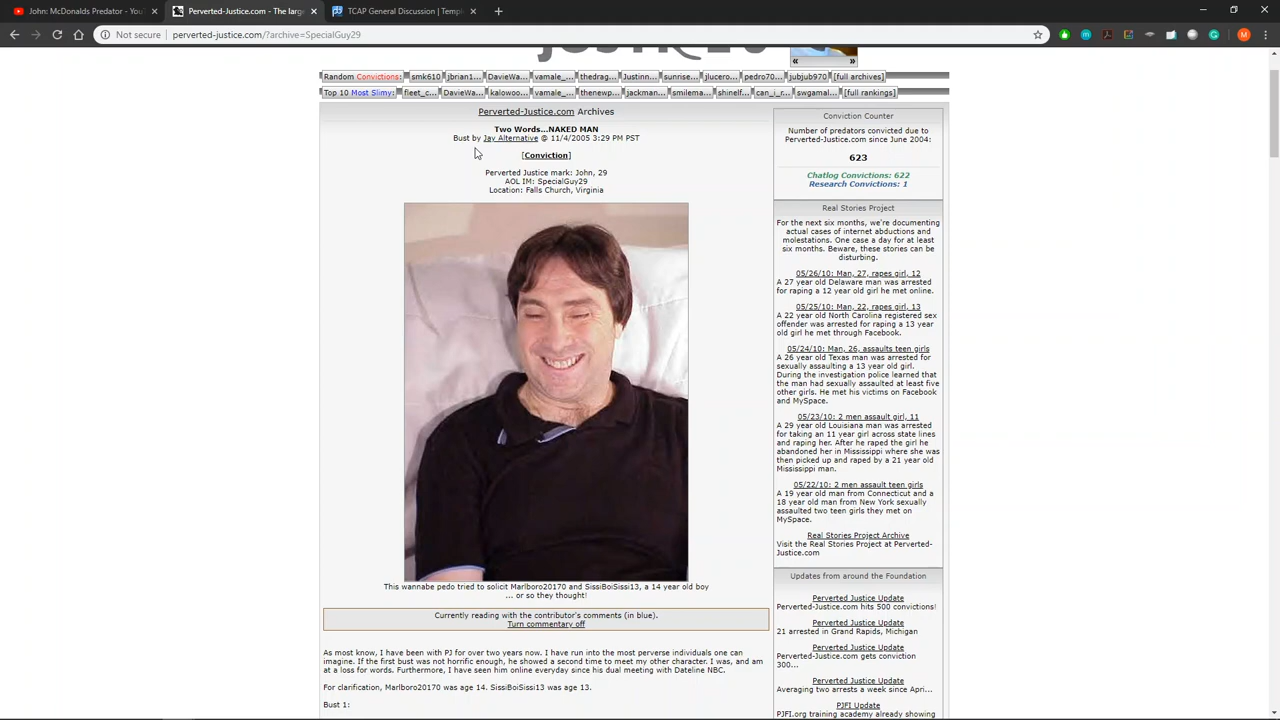 John: McDonalds Predator - You
Perverted-Justice.com - The large
TCAP General Discussion | Templ
Not secure | perverted-justice.com/?archive=SpecialGuy29
Random Convictions: smk610 jbrian1... DavieWa... vamale_... thedrag... Justinn... sunrise... jlucero... pedro70... jubjub970 [full archives]
Top 10 Most Slimy: fleet_c... DavieWa... kalowoo... vamale_... thenewp... jackman... smilema... shinelf... can_i_r... swgamal... [full rankings]
Perverted-Justice.com Archives
Two Words...NAKED MAN
Bust by Jay Alternative @ 11/4/2005 3:29 PM PST
[Conviction]
Perverted Justice mark: John, 29
AOL IM: SpecialGuy29
Location: Falls Church, Virginia
This wannabe pedo tried to solicit Marlboro20170 and SissiBoiSissi13, a 14 year old boy
... or so they thought!
Currently reading with the contributor's comments (in blue).
Turn commentary off
As most know, I have been with PJ for over two years now. I have run into the most perverse individuals one can
imagine. If the first bust was not horrific enough, he showed a second time to meet my other character. I was, and am
at a loss for words. Furthermore, I have seen him online everyday since his dual meeting with Dateline NBC.
For clarification, Marlboro20170 was age 14. SissiBoiSissi13 was age 13.
Bust 1:
Conviction Counter
Number of predators convicted due to
Perverted-Justice.com since June 2004:
623
Chatlog Convictions: 622
Research Convictions: 1
Real Stories Project
For the next six months, we're documenting
actual cases of internet abductions and
molestations. One case a day for at least
six months. Beware, these stories can be
disturbing.
05/26/10: Man, 27, rapes girl, 12
A 27 year old Delaware man was arrested
for raping a 12 year old girl he met online.
05/25/10: Man, 22, rapes girl, 13
A 22 year old North Carolina registered sex
offender was arrested for raping a 13 year
old girl he met through Facebook.
05/24/10: Man, 26, assaults teen girls
A 26 year old Texas man was arrested for
sexually assaulting a 13 year old girl.
During the investigation police learned that
the man had sexually assaulted at least five
other girls. He met his victims on Facebook
and MySpace.
05/23/10: 2 men assault girl, 11
A 29 year old Louisiana man was arrested
for taking an 11 year girl across state lines
and raping her. After he raped the girl he
abandoned her in Mississippi where she was
then picked up and raped by a 21 year old
Mississippi man.
05/22/10: 2 men assault teen girls
A 19 year old man from Connecticut and a
18 year old man from New York sexually
assaulted two teen girls they met on
MySpace.
Real Stories Project Archive
Visit the Real Stories Project at Perverted-
Justice.com
Updates from around the Foundation
Perverted Justice Update
Perverted-Justice.com hits 500 convictions!
Perverted Justice Update
21 arrested in Grand Rapids, Michigan
Perverted Justice Update
Perverted-Justice.com gets conviction
300...
Perverted Justice Update
Averaging two arrests a week since Apri...
PJFI Update
PJFI.org training academy already showing